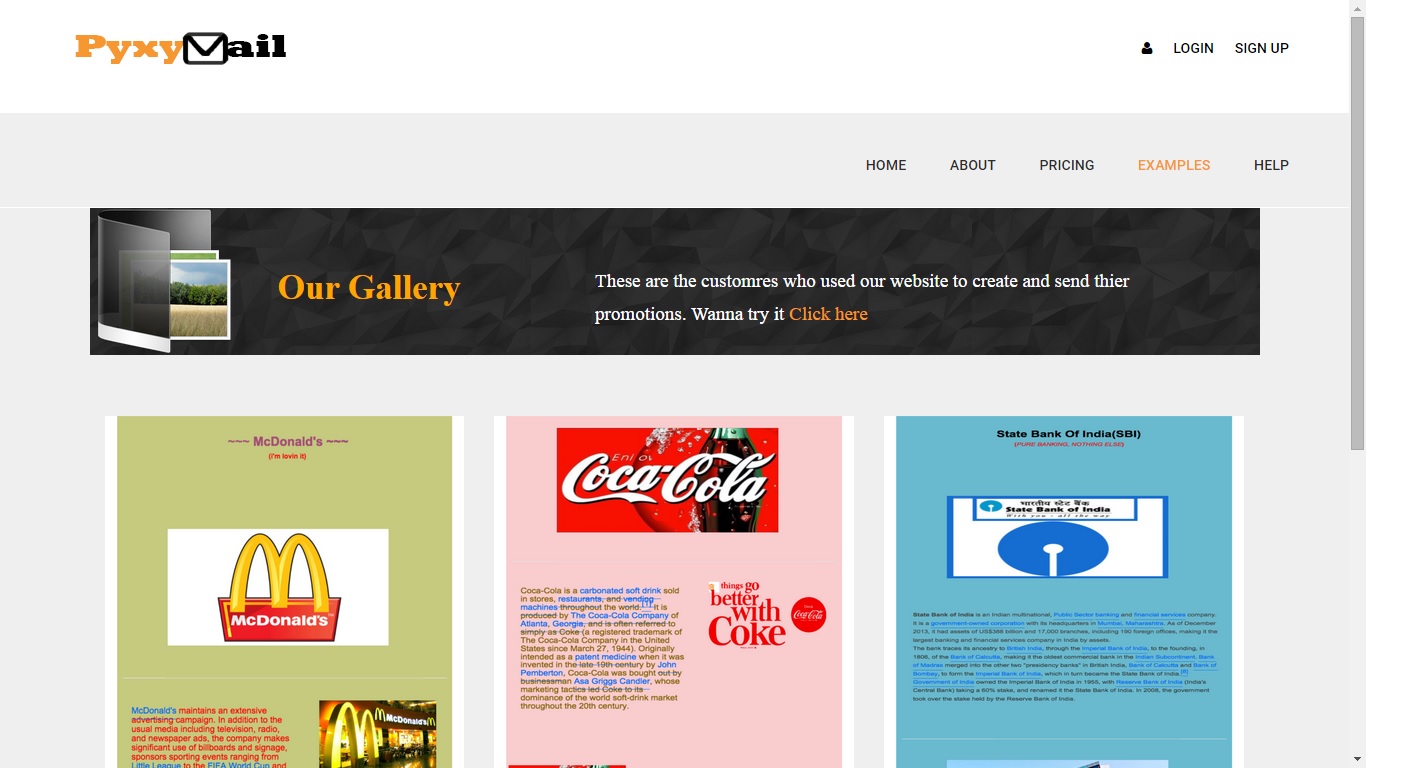 PyxyMail
LOGIN
SIGN UP
HOME
ABOUT
PRICING
EXAMPLES
HELP
Our Gallery
These are the customres who used our website to create and send thier
promotions. Wanna try it Click here
~~~ McDonald's ~~~
(i'm lovin it)
McDonald's
McDonald's maintains an extensive
advertising campaign. In addition to the
usual media including television, radio,
and newspaper ads, the company makes
significant use of billboards and signage,
sponsors sporting events ranging from
Little League to the FIFA World Cup and
McDonald's
Enjoy
Coca-Cola
Coca-Cola is a carbonated soft drink sold
in stores, restaurants, and vending
machines throughout the world.[1] It is
produced by The Coca-Cola Company of
Atlanta, Georgia, and is often referred to
simply as Coke (a registered trademark of
The Coca-Cola Company in the United
States since March 27, 1944). Originally
intended as a patent medicine when it was
invented in the late 19th century by John
Pemberton, Coca-Cola was bought out by
businessman Asa Griggs Candler, whose
marketing tactics led Coke to its
dominance of the world soft-drink market
throughout the 20th century.
things go
better
with
Coke
Coca-Cola
State Bank Of India(SBI)
(PURE BANKING, NOTHING ELSE)
भारतीय स्टेट बैंक
State Bank of India
With you - all the way
State Bank of India is an Indian multinational, Public Sector banking and financial services company.
It is a government-owned corporation with its headquarters in Mumbai, Maharashtra. As of December
2013, it had assets of US$388 billion and 17,000 branches, including 190 foreign offices, making it the
largest banking and financial services company in India by assets.
The bank traces its ancestry to British India, through the Imperial Bank of India, to the founding, in
1806, of the Bank of Calcutta, making it the oldest commercial bank in the Indian Subcontinent. Bank
of Madras merged into the other two "presidency banks" in British India, Bank of Calcutta and Bank of
Bombay, to form the Imperial Bank of India, which in turn became the State Bank of India.
Government of India owned the Imperial Bank of India in 1955, with Reserve Bank of India (India's
Central Bank) taking a 60% stake, and renamed it the State Bank of India. In 2008, the government
took over the stake held by the Reserve Bank of India.